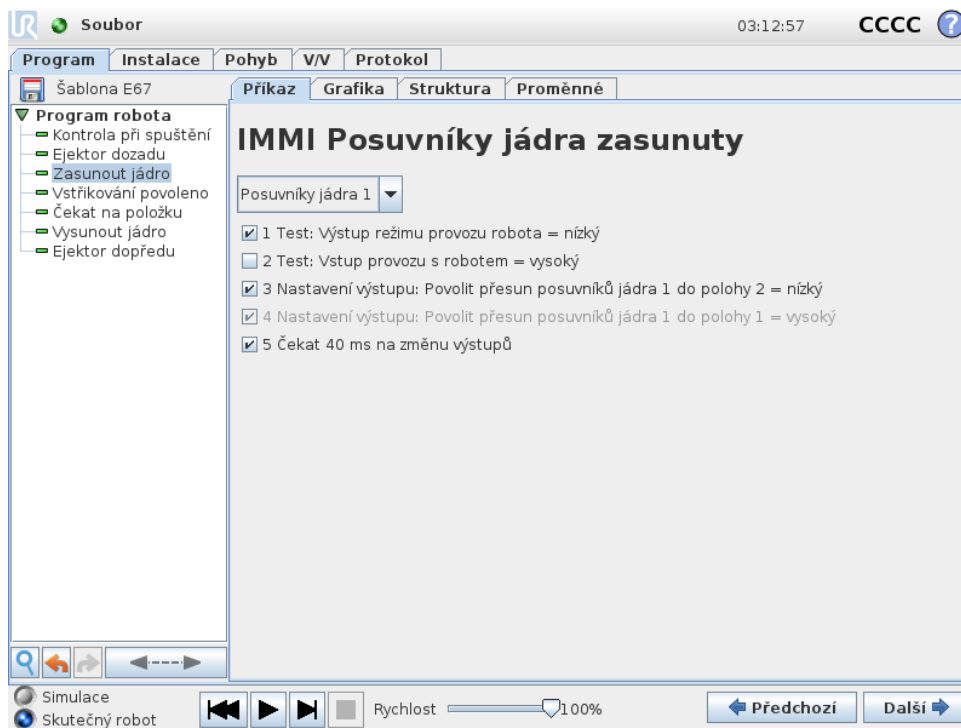 UR Soubor 03:12:57 CCCC ?
Program Instalace Pohyb V/V Protokol
Šablona E67
Příkaz Grafika Struktura Proměnné
Program robota
Kontrola při spuštění
Ejektor dozadu
Zasunout jádro
Vstřikování povoleno
Čekat na položku
Vysunout jádro
Ejektor dopředu
IMMI Posuvníky jádra zasunuty
Posuvníky jádra 1
1 Test: Výstup režimu provozu robota = nízký
2 Test: Vstup provozu s robotem = vysoký
3 Nastavení výstupu: Povolit přesun posuvníků jádra 1 do polohy 2 = nízký
4 Nastavení výstupu: Povolit přesun posuvníků jádra 1 do polohy 1 = vysoký
5 Čekat 40 ms na změnu výstupů
Simulace
Skutečný robot
Rychlost 100%
Předchozí
Další